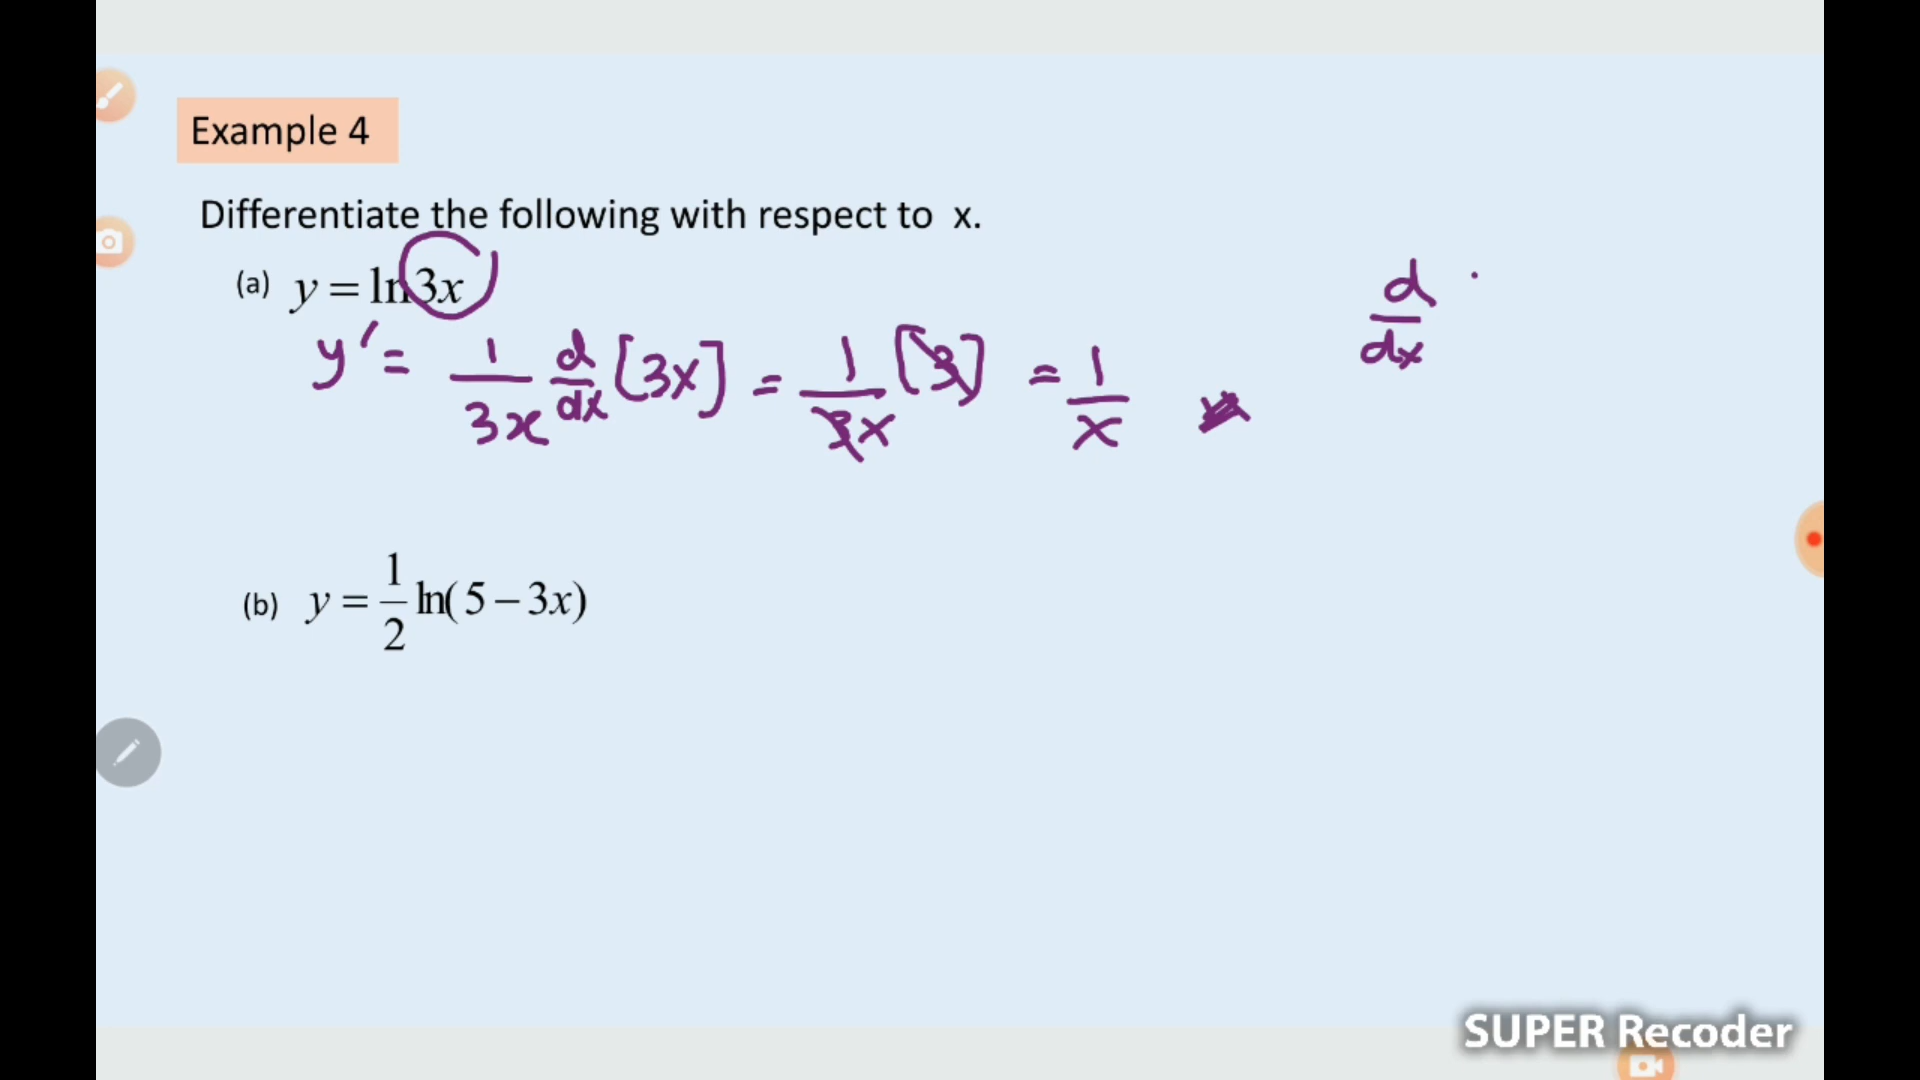 Example 4
Differentiate the following with respect to x.
(a) y = ln 3x
y' = 1/3x d/dx [3x] = 1/3x [3] = 1/x
d/dx
(b) y = 1/2 ln( 5 − 3x)
SUPER Recoder